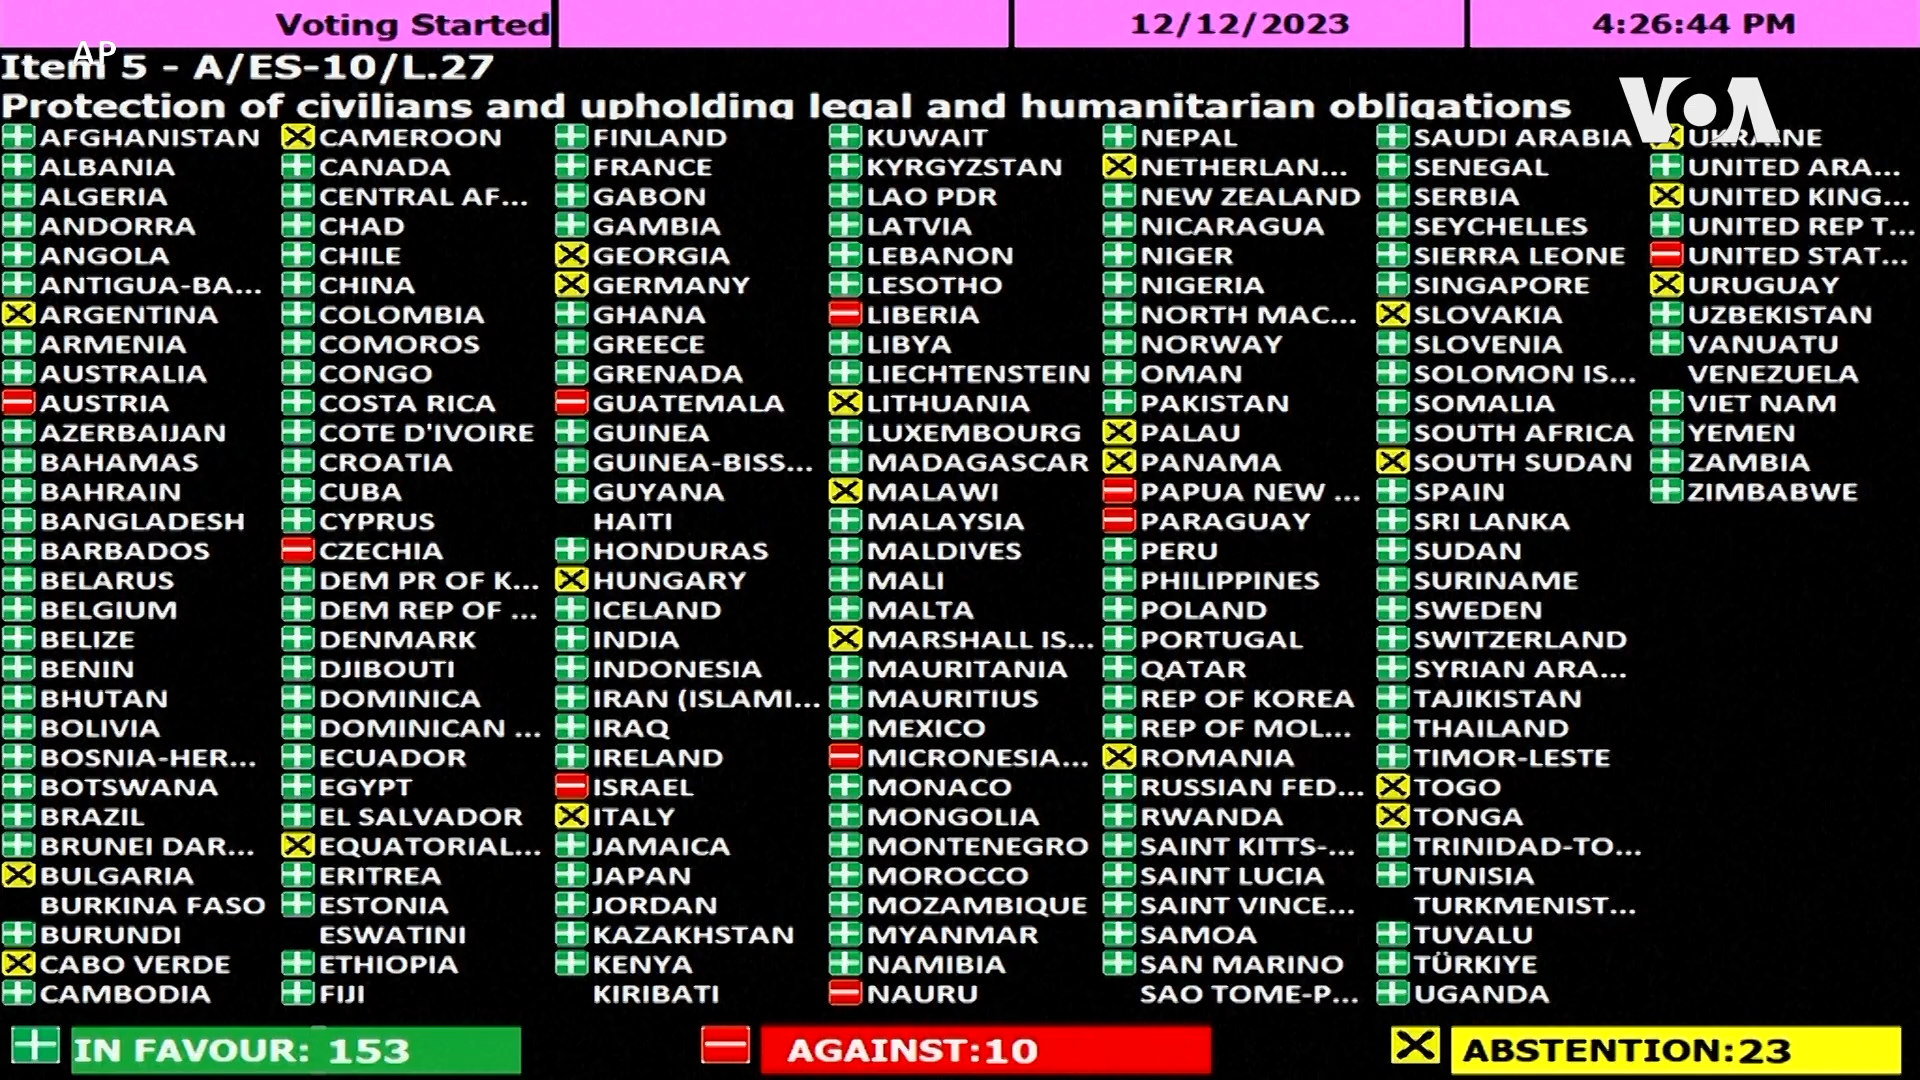 Voting Started 12/12/2023 4:26:44 PM
AP
VOA
Item 5 - A/ES-10/L.27
Protection of civilians and upholding legal and humanitarian obligations
AFGHANISTAN CAMEROON FINLAND KUWAIT NEPAL SAUDI ARABIA UKRAINE
ALBANIA CANADA FRANCE KYRGYZSTAN NETHERLAN... SENEGAL UNITED ARA...
ALGERIA CENTRAL AF... GABON LAO PDR NEW ZEALAND SERBIA UNITED KING...
ANDORRA CHAD GAMBIA LATVIA NICARAGUA SEYCHELLES UNITED REP T...
ANGOLA CHILE GEORGIA LEBANON NIGER SIERRA LEONE UNITED STAT...
ANTIGUA-BA... CHINA GERMANY LESOTHO NIGERIA SINGAPORE URUGUAY
ARGENTINA COLOMBIA GHANA LIBERIA NORTH MAC... SLOVAKIA UZBEKISTAN
ARMENIA COMOROS GREECE LIBYA NORWAY SLOVENIA VANUATU
AUSTRALIA CONGO GRENADA LIECHTENSTEIN OMAN SOLOMON IS... VENEZUELA
AUSTRIA COSTA RICA GUATEMALA LITHUANIA PAKISTAN SOMALIA VIET NAM
AZERBAIJAN COTE D'IVOIRE GUINEA LUXEMBOURG PALAU SOUTH AFRICA YEMEN
BAHAMAS CROATIA GUINEA-BISS... MADAGASCAR PANAMA SOUTH SUDAN ZAMBIA
BAHRAIN CUBA GUYANA MALAWI PAPUA NEW ... SPAIN ZIMBABWE
BANGLADESH CYPRUS HAITI MALAYSIA PARAGUAY SRI LANKA
BARBADOS CZECHIA HONDURAS MALDIVES PERU SUDAN
BELARUS DEM PR OF K... HUNGARY MALI PHILIPPINES SURINAME
BELGIUM DEM REP OF ... ICELAND MALTA POLAND SWEDEN
BELIZE DENMARK INDIA MARSHALL IS... PORTUGAL SWITZERLAND
BENIN DJIBOUTI INDONESIA MAURITANIA QATAR SYRIAN ARA...
BHUTAN DOMINICA IRAN (ISLAMI... MAURITIUS REP OF KOREA TAJIKISTAN
BOLIVIA DOMINICAN ... IRAQ MEXICO REP OF MOL... THAILAND
BOSNIA-HER... ECUADOR IRELAND MICRONESIA... ROMANIA TIMOR-LESTE
BOTSWANA EGYPT ISRAEL MONACO RUSSIAN FED... TOGO
BRAZIL EL SALVADOR ITALY MONGOLIA RWANDA TONGA
BRUNEI DAR... EQUATORIAL... JAMAICA MONTENEGRO SAINT KITTS-... TRINIDAD-TO...
BULGARIA ERITREA JAPAN MOROCCO SAINT LUCIA TUNISIA
BURKINA FASO ESTONIA JORDAN MOZAMBIQUE SAINT VINCE... TURKMENIST...
BURUNDI ESWATINI KAZAKHSTAN MYANMAR SAMOA TUVALU
CABO VERDE ETHIOPIA KENYA NAMIBIA SAN MARINO TÜRKIYE
CAMBODIA FIJI KIRIBATI NAURU SAO TOME-P... UGANDA
IN FAVOUR: 153 AGAINST:10 ABSTENTION:23